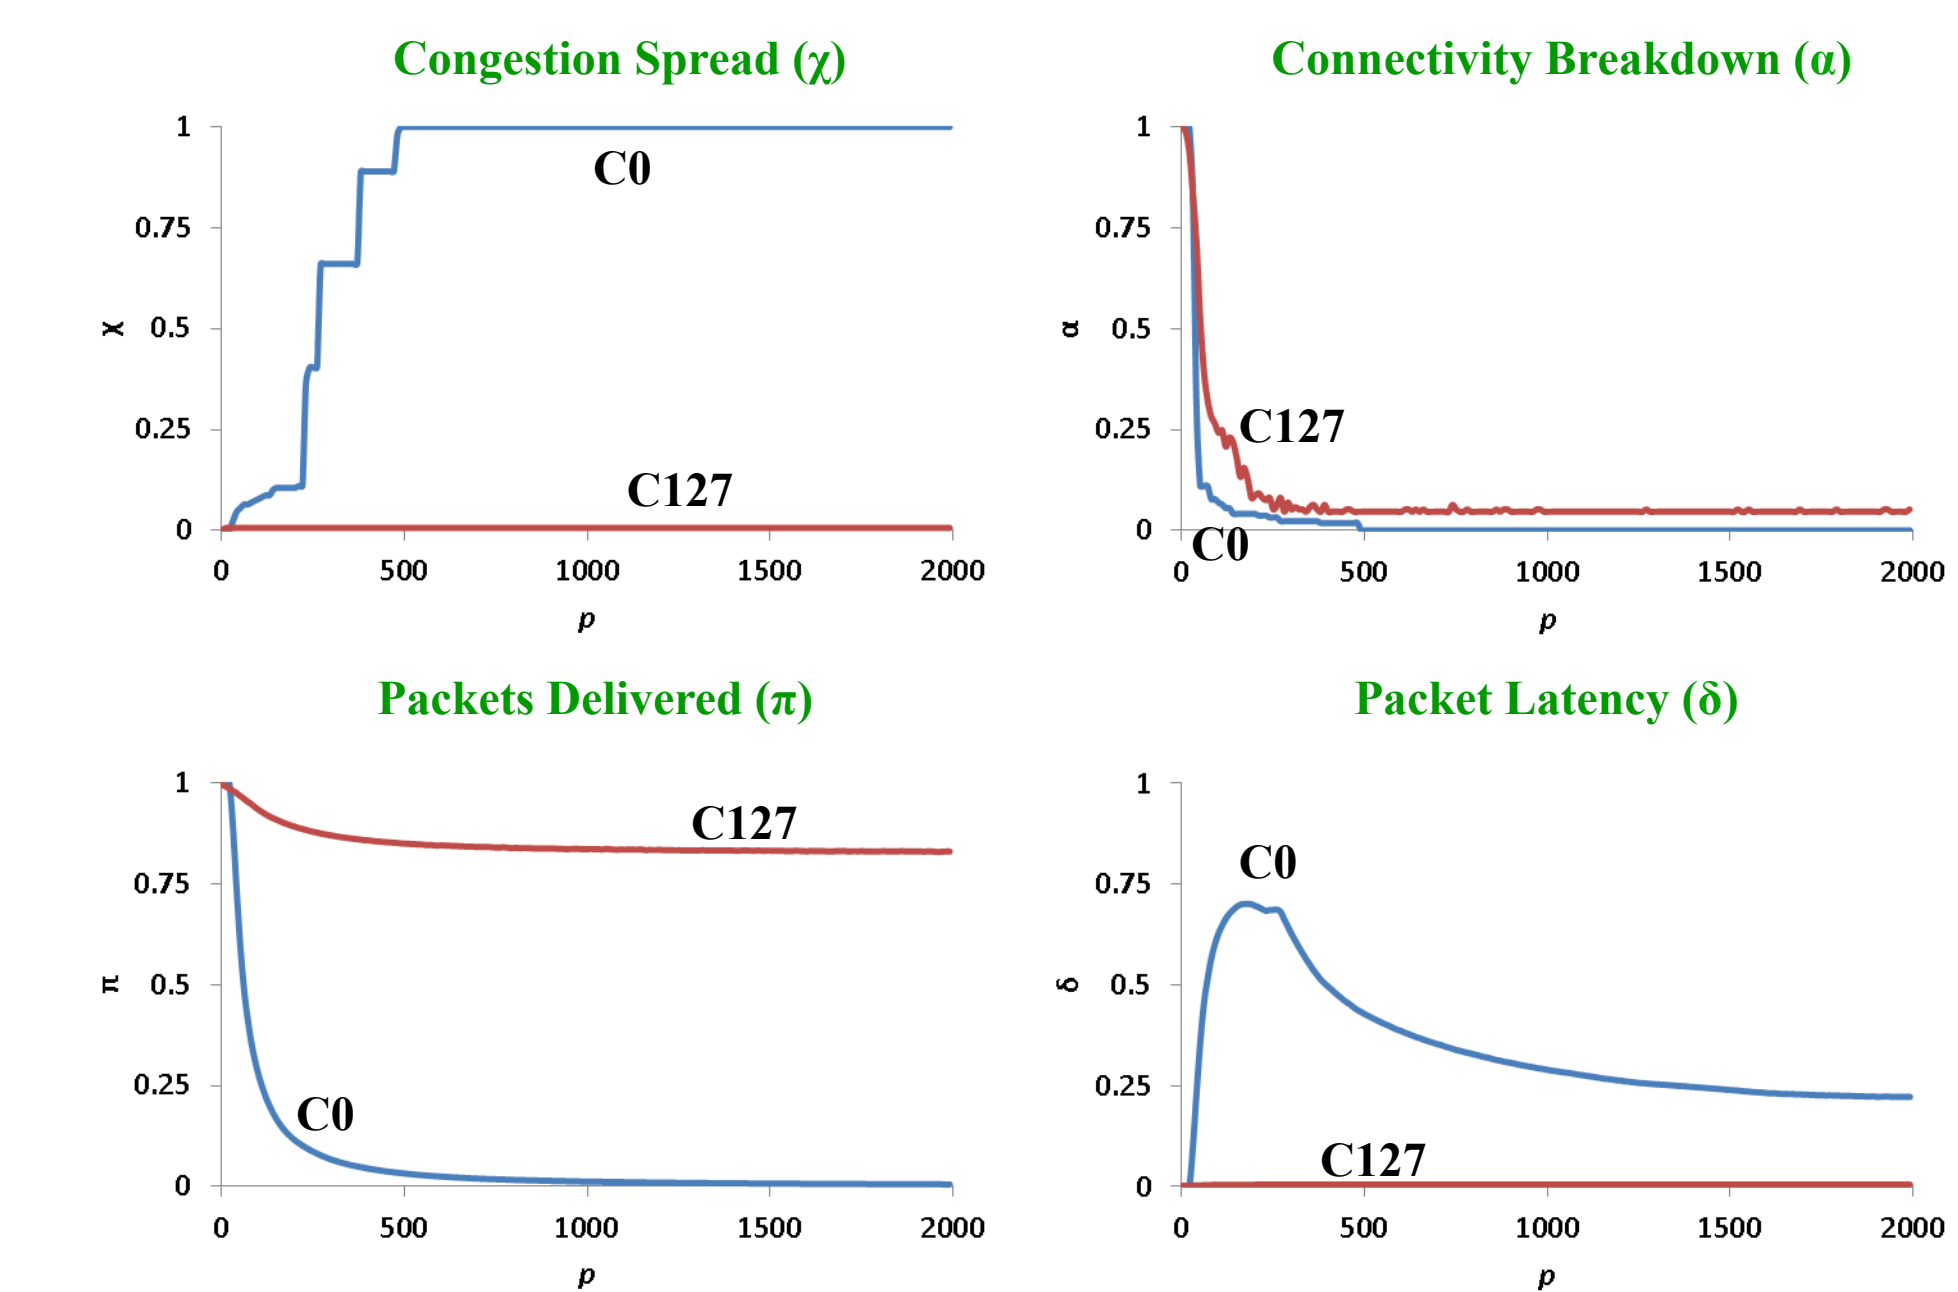 Congestion Spread (χ)
1
0.75
0.5
0.25
0
χ
C0
C127
0 500 1000 1500 2000
p
Connectivity Breakdown (α)
1
0.75
0.5
0.25
0
α
C127
C0
0 500 1000 1500 2000
p
Packets Delivered (π)
1
0.75
0.5
0.25
0
π
C127
C0
0 500 1000 1500 2000
p
Packet Latency (δ)
1
0.75
0.5
0.25
0
δ
C0
C127
0 500 1000 1500 2000
p